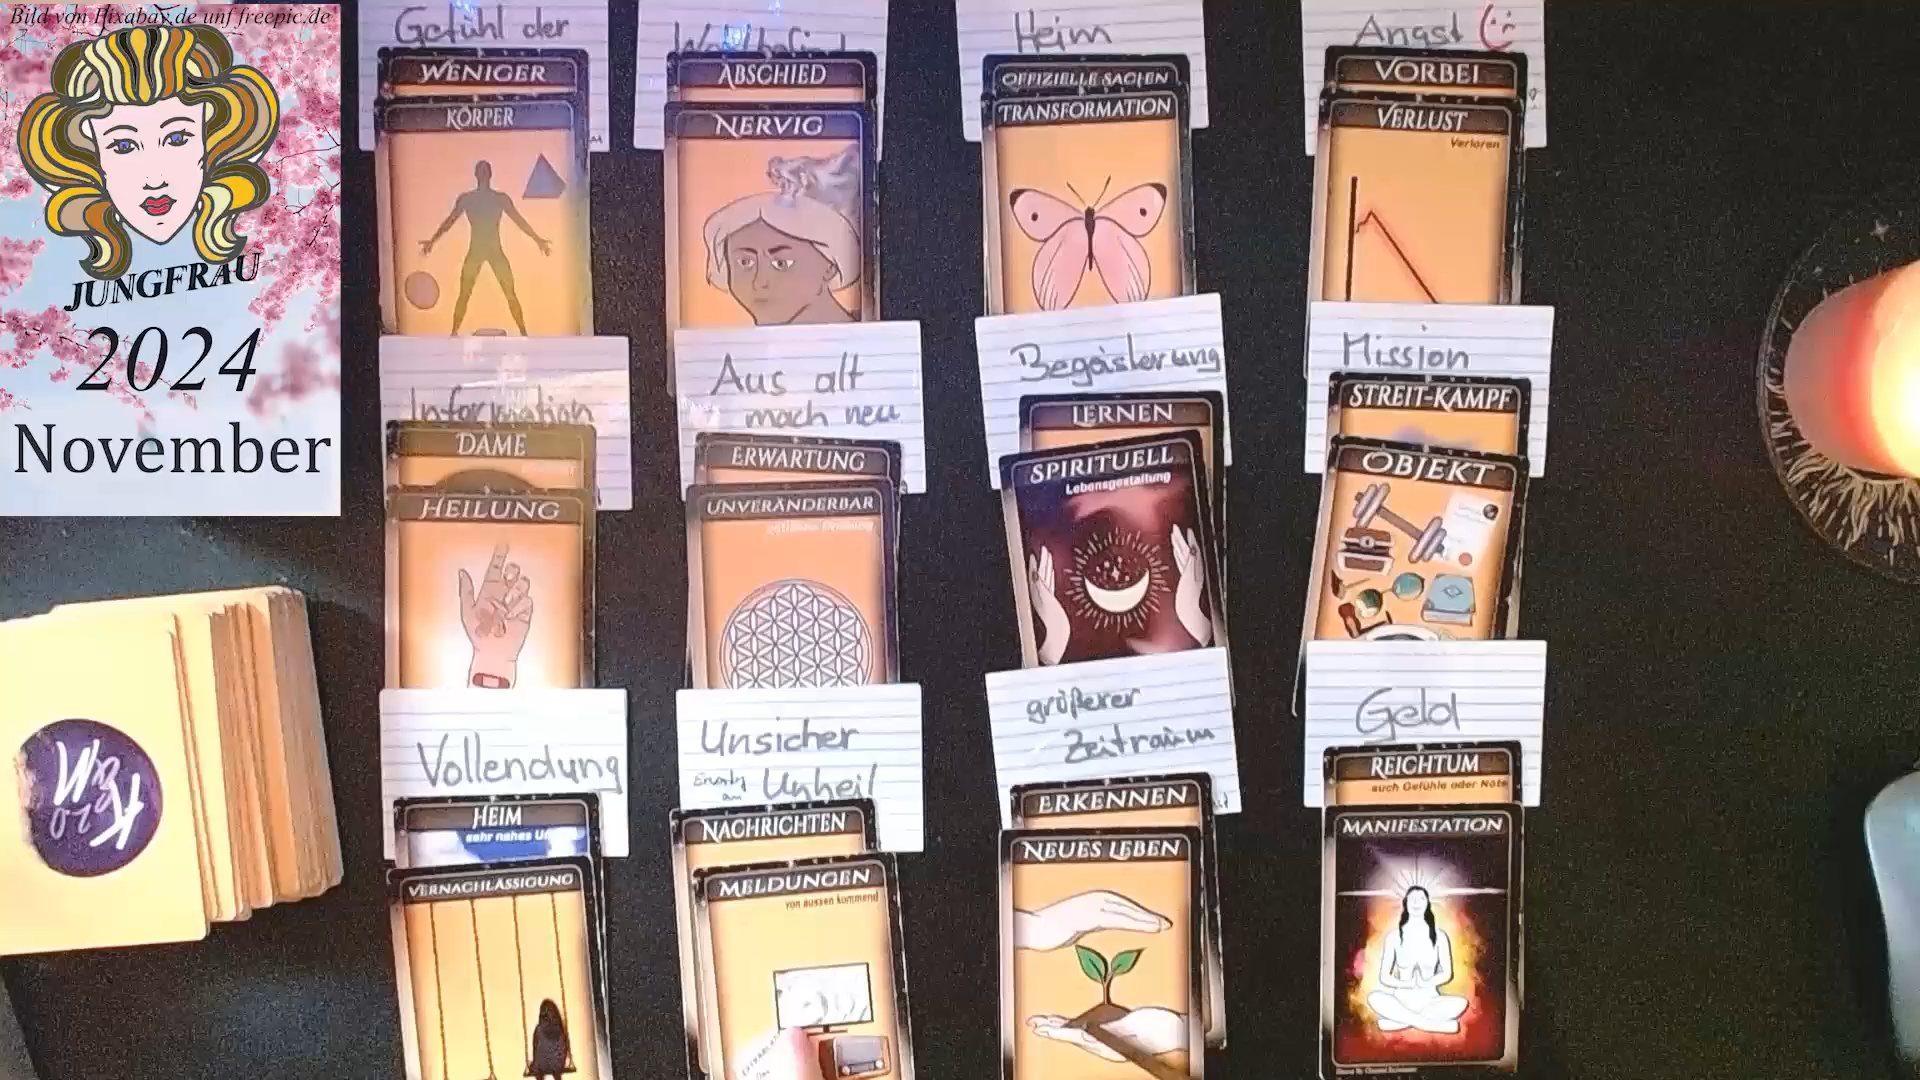 Bild von Pixabay.de unf freepic.de
JUNGFRAU
2024
November
Gefühl der
WENIGER
KÖRPER
ABSCHIED
NERVIG
Heim
OFFIZIELLE SACHEN
TRANSFORMATION
Angst
VORBEI
VERLUST
Verloren
Information
DAME
HEILUNG
Aus alt
mach neu
ERWARTUNG
UNVERÄNDERBAR
Begeisterung
LERNEN
SPIRITUELL
Lebensgestaltung
Mission
STREIT-KAMPF
OBJEKT
Vollendung
HEIM
sehr nahes
VERNACHLÄSSIGUNG
Unsicher
Unheil
NACHRICHTEN
MELDUNGEN
von aussen kommend
größerer
Zeitraum
ERKENNEN
NEUES LEBEN
Geld
REICHTUM
auch Gefühle oder Nöte
MANIFESTATION